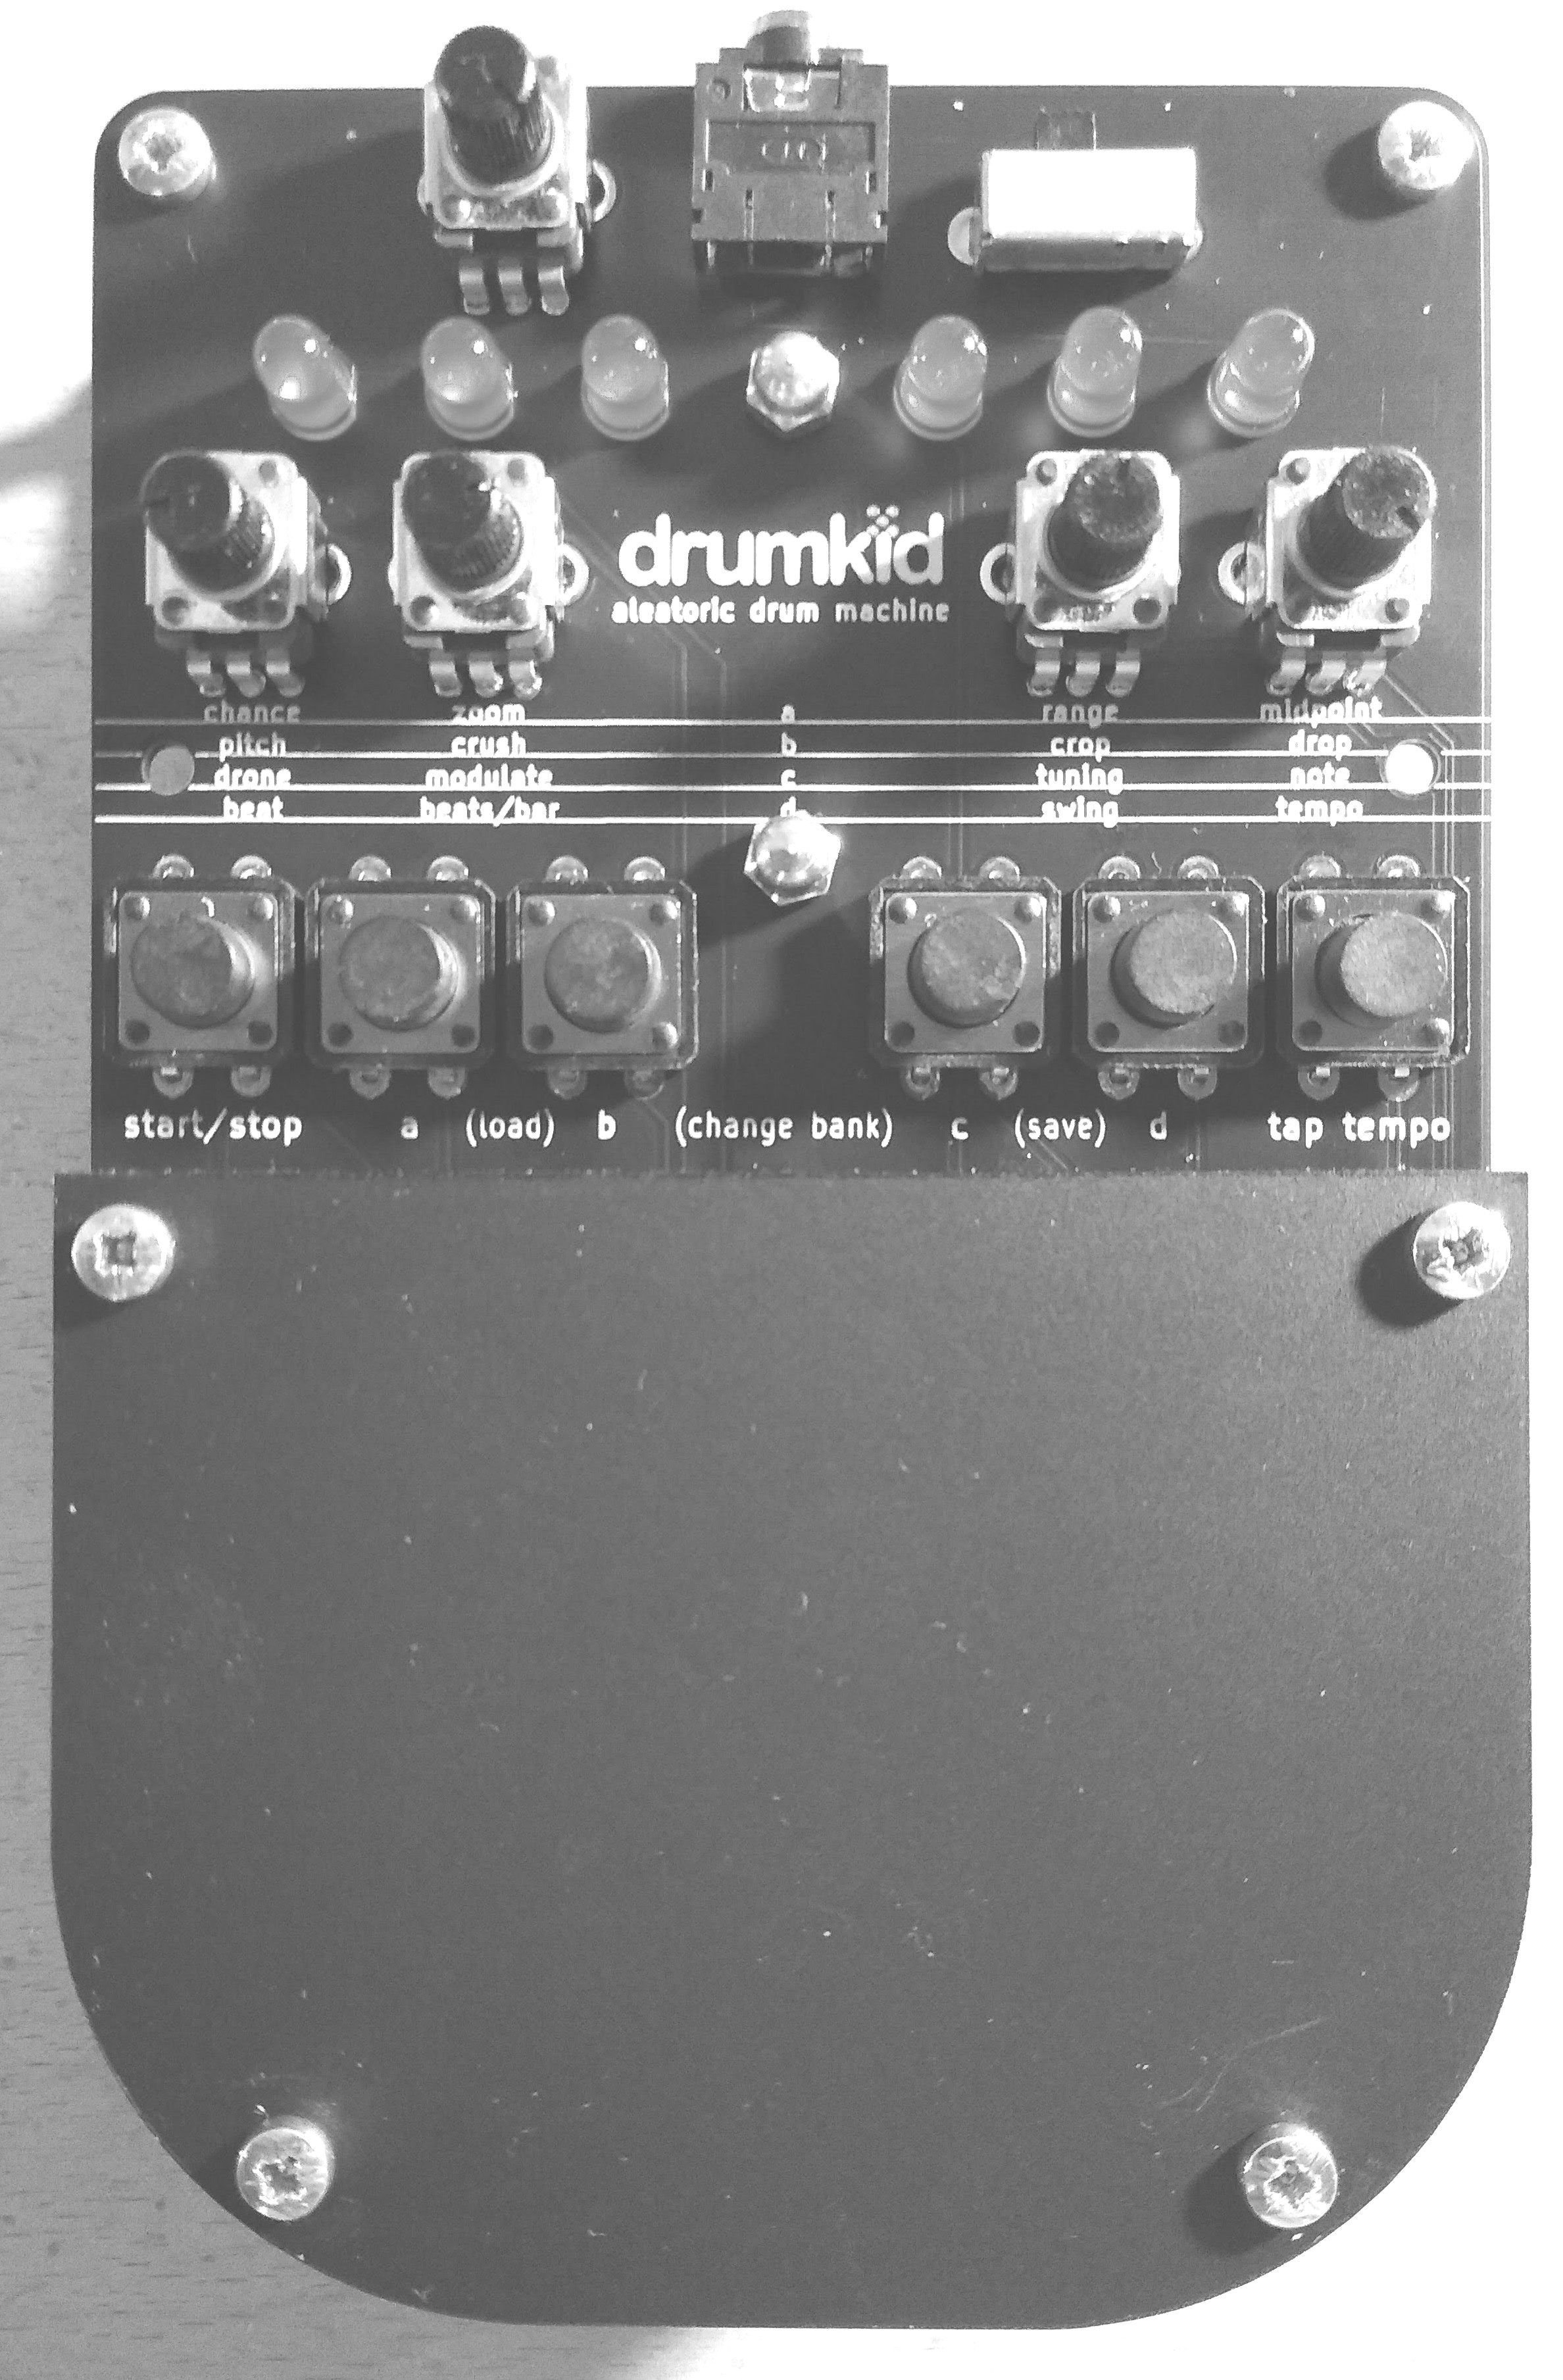 drumkïd
aleatoric drum machine
chance zoom a range midpoint
pitch crush b crop drop
drone modulate c tuning note
beat beats/bar d swing tempo
start/stop a (load) b (change bank) c (save) d tap tempo